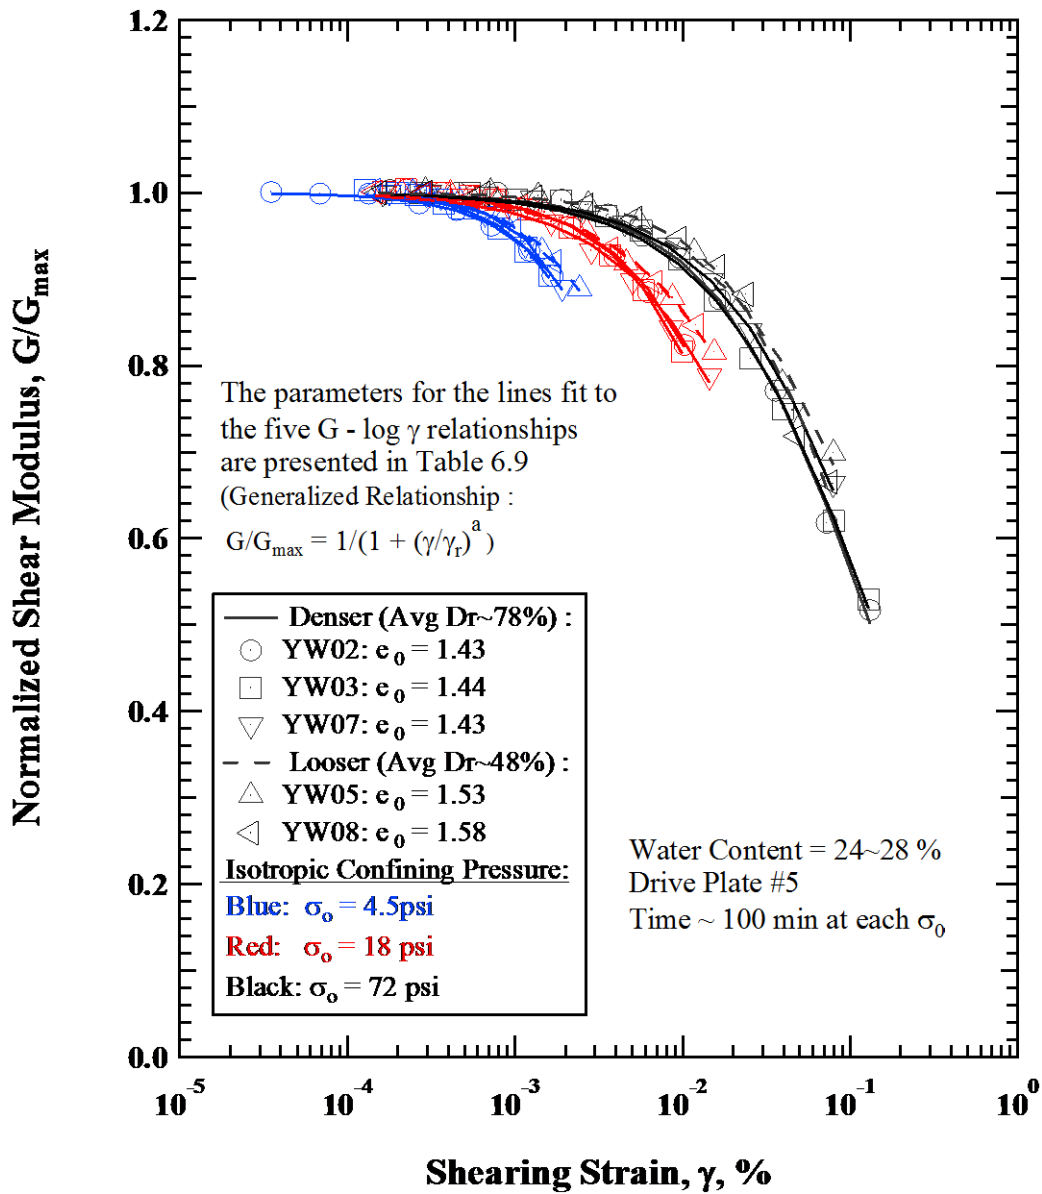 1.2
1.0
0.8
0.6
0.4
0.2
0.0
Normalized Shear Modulus, G/Gmax
The parameters for the lines fit to
the five G - log γ relationships
are presented in Table 6.9
(Generalized Relationship :
G/Gmax = 1/(1 + (γ/γr)^a )
Denser (Avg Dr~78%) :
YW02: e0 = 1.43
YW03: e0 = 1.44
YW07: e0 = 1.43
Looser (Avg Dr~48%) :
YW05: e0 = 1.53
YW08: e0 = 1.58
Isotropic Confining Pressure:
Blue: σo = 4.5psi
Red: σo = 18 psi
Black: σo = 72 psi
Water Content = 24~28 %
Drive Plate #5
Time ~ 100 min at each σ0
10^-5 10^-4 10^-3 10^-2 10^-1 10^0
Shearing Strain, γ, %